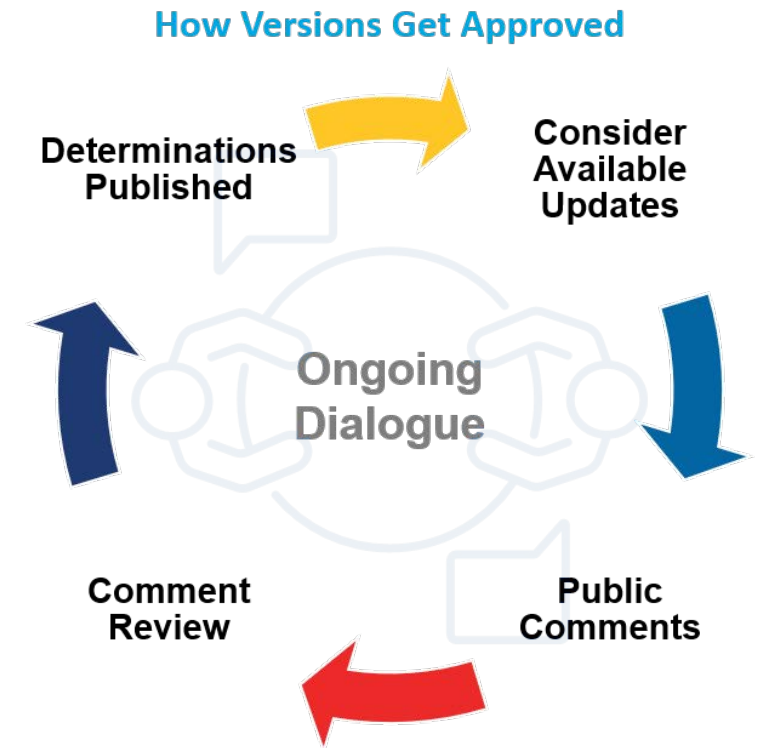 How Versions Get Approved
Determinations
Published
Consider
Available
Updates
Ongoing
Dialogue
Comment
Review
Public
Comments